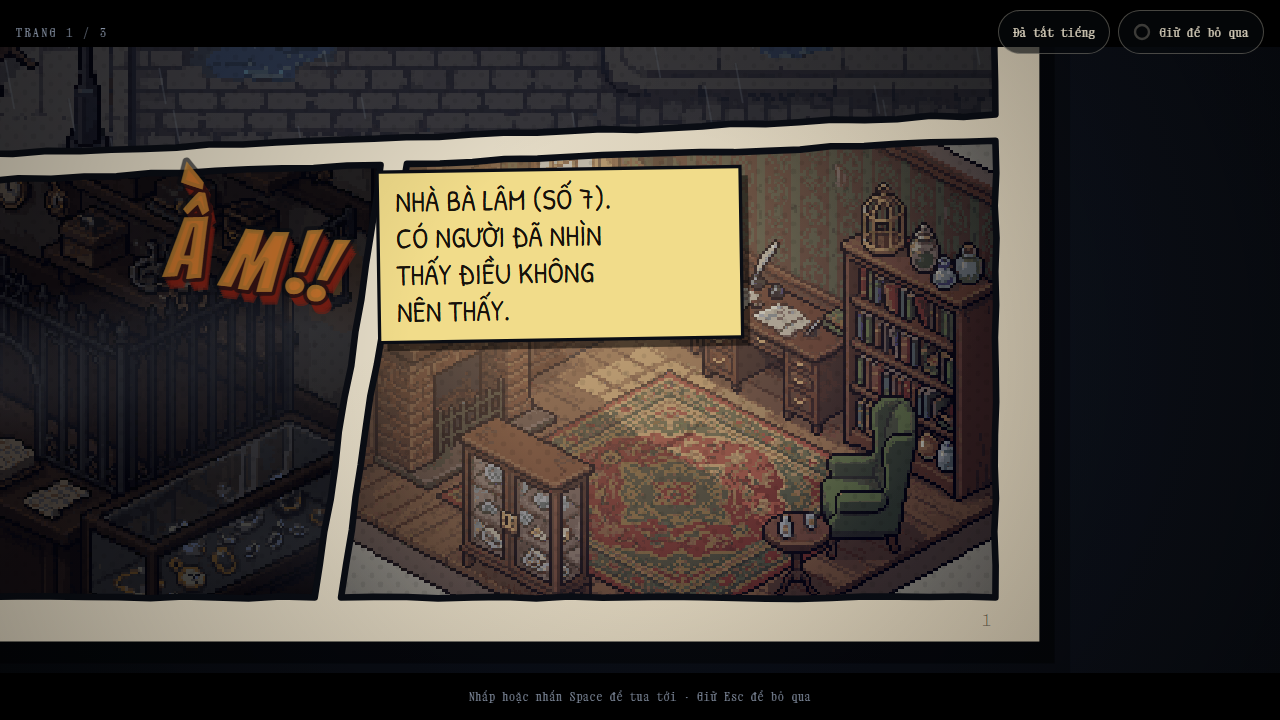 TRANG 1 / 3
Đã tắt tiếng
Giữ để bỏ qua
ẦM!!
NHÀ BÀ LÂM (SỐ 7).
CÓ NGƯỜI ĐÃ NHÌN
THẤY ĐIỀU KHÔNG
NÊN THẤY.
1
Nhấp hoặc nhấn Space để tua tới · Giữ Esc để bỏ qua